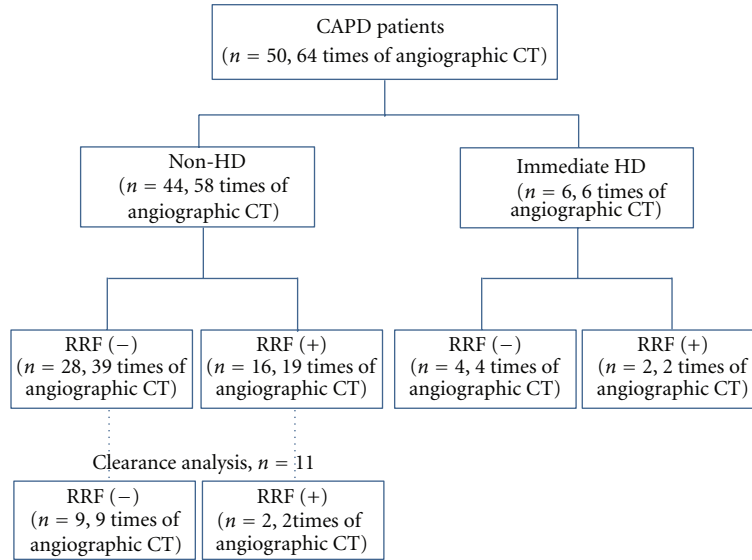 CAPD patients
(n = 50, 64 times of angiographic CT)
Non-HD
(n = 44, 58 times of
angiographic CT)
Immediate HD
(n = 6, 6 times of
angiographic CT)
RRF (−)
(n = 28, 39 times of
angiographic CT)
RRF (+)
(n = 16, 19 times of
angiographic CT)
RRF (−)
(n = 4, 4 times of
angiographic CT)
RRF (+)
(n = 2, 2 times of
angiographic CT)
Clearance analysis, n = 11
RRF (−)
(n = 9, 9 times of
angiographic CT)
RRF (+)
(n = 2, 2times of
angiographic CT)